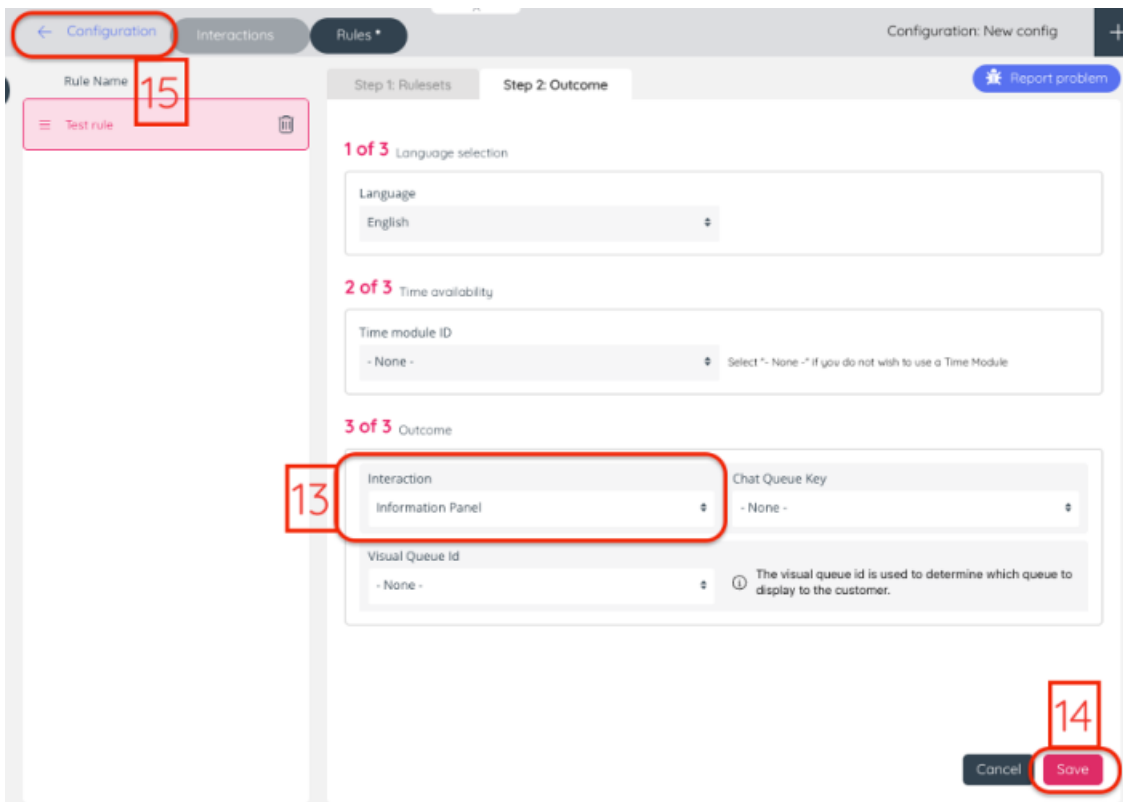 ← Configuration
Interactions
Rules *
Configuration: New config
+
Rule Name
15
Test rule
Step 1: Rulesets
Step 2: Outcome
Report problem
1 of 3 Language selection
Language
English
2 of 3 Time availability
Time module ID
- None -
Select "- None -" if you do not wish to use a Time Module
3 of 3 Outcome
13
Interaction
Information Panel
Chat Queue Key
- None -
Visual Queue Id
- None -
The visual queue id is used to determine which queue to
display to the customer.
14
Cancel
Save